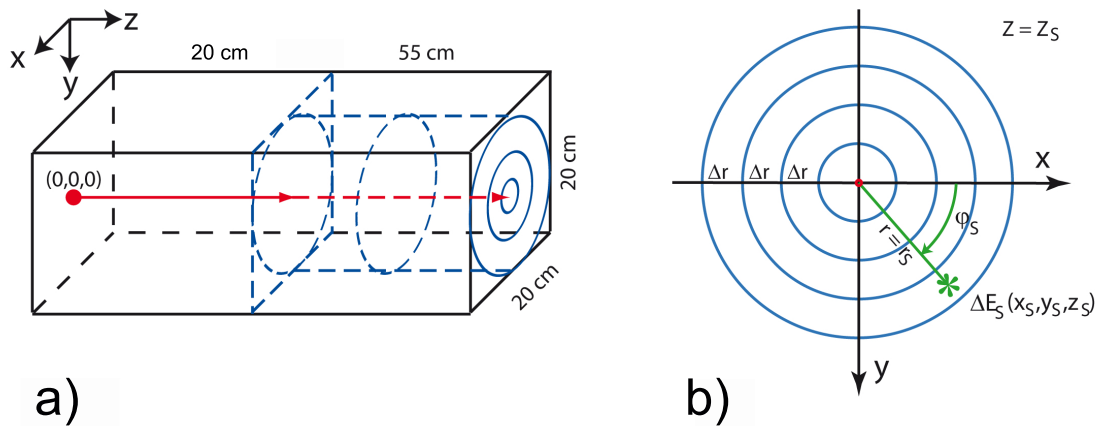 z
x
y
20 cm
55 cm
(0,0,0)
20 cm
20 cm
a)
Z = Z_S
x
Δr
Δr
Δr
φ_S
r = r_S
ΔE_S (x_S,y_S,z_S)
y
b)